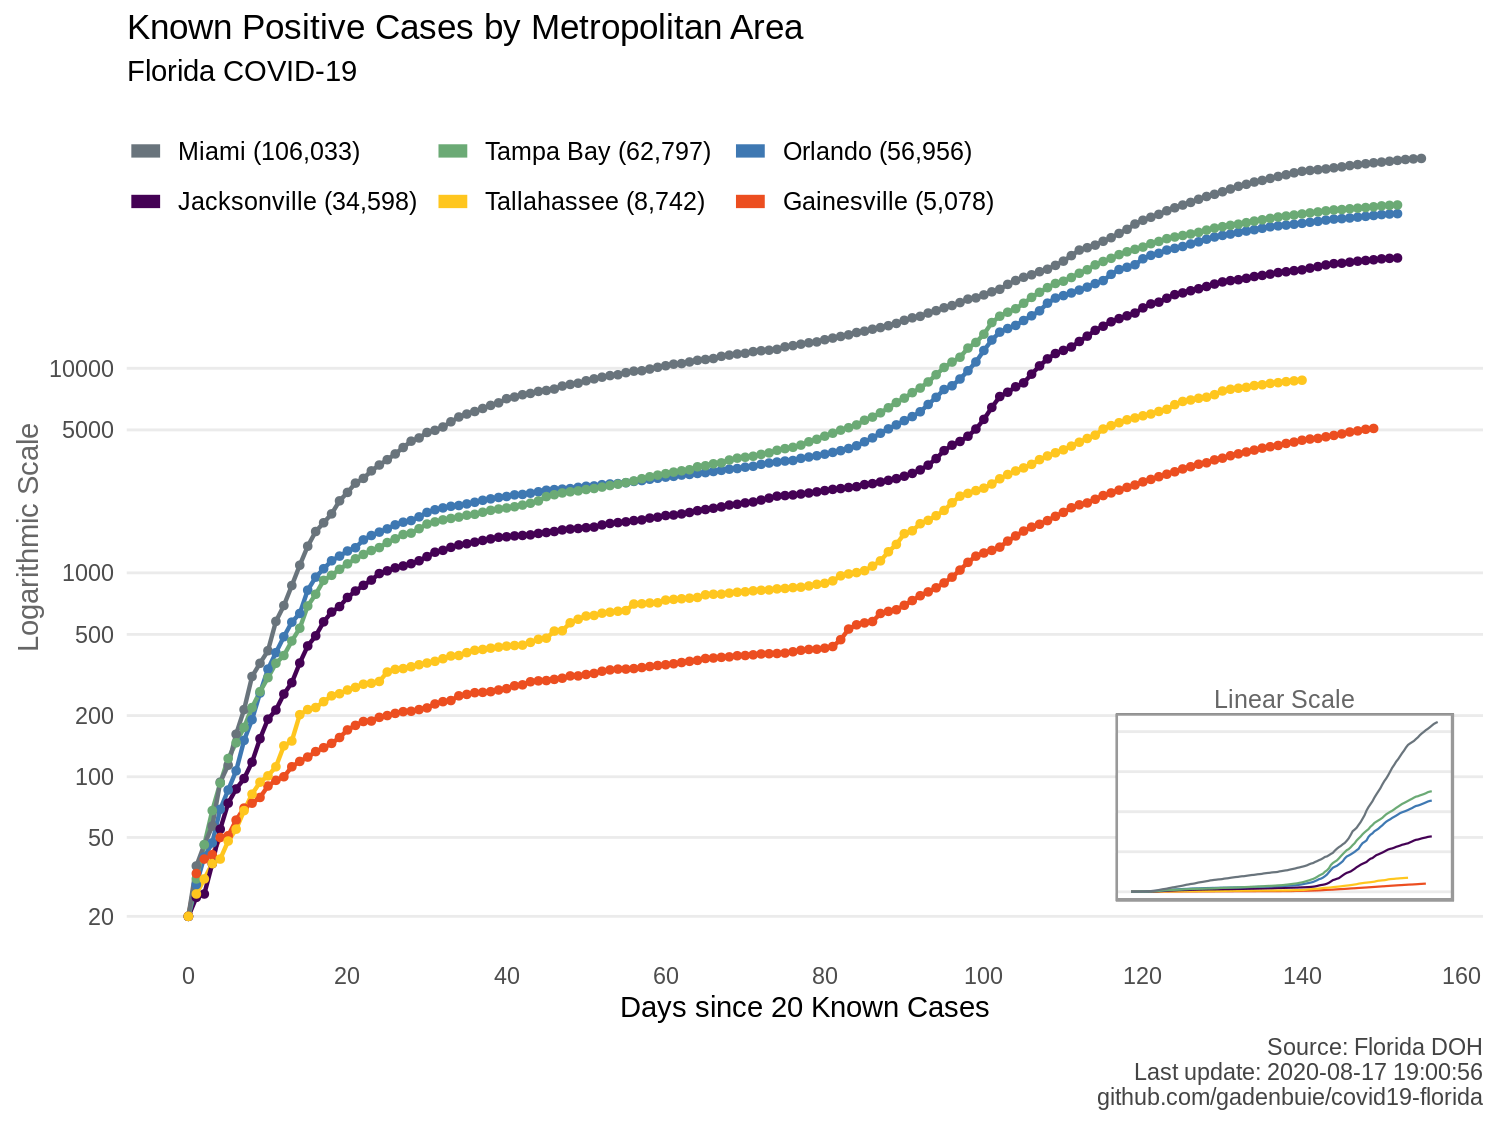 Known Positive Cases by Metropolitan Area
Florida COVID-19
Miami (106,033) Tampa Bay (62,797) Orlando (56,956)
Jacksonville (34,598) Tallahassee (8,742) Gainesville (5,078)
Logarithmic Scale
10000
5000
1000
500
200
100
50
20
Linear Scale
0 20 40 60 80 100 120 140 160
Days since 20 Known Cases
Source: Florida DOH
Last update: 2020-08-17 19:00:56
github.com/gadenbuie/covid19-florida